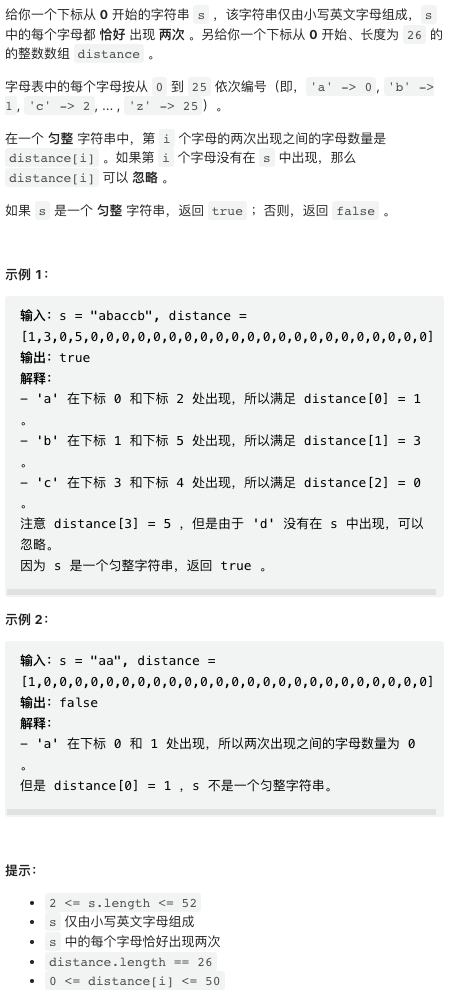 给你一个下标从 0 开始的字符串 s ，该字符串仅由小写英文字母组成，s
中的每个字母都 恰好 出现 两次 。另给你一个下标从 0 开始、长度为 26 的
的整数数组 distance 。
字母表中的每个字母按从 0 到 25 依次编号（即，'a' -> 0, 'b' ->
1, 'c' -> 2, ... , 'z' -> 25）。
在一个 匀整 字符串中，第 i 个字母的两次出现之间的字母数量是
distance[i] 。如果第 i 个字母没有在 s 中出现，那么
distance[i] 可以 忽略 。
如果 s 是一个 匀整 字符串，返回 true ；否则，返回 false 。
示例 1：
输入：s = "abaccb", distance =
[1,3,0,5,0,0,0,0,0,0,0,0,0,0,0,0,0,0,0,0,0,0,0,0,0,0]
输出：true
解释：
- 'a' 在下标 0 和下标 2 处出现，所以满足 distance[0] = 1
。
- 'b' 在下标 1 和下标 5 处出现，所以满足 distance[1] = 3
。
- 'c' 在下标 3 和下标 4 处出现，所以满足 distance[2] = 0
。
注意 distance[3] = 5 ，但是由于 'd' 没有在 s 中出现，可以
忽略。
因为 s 是一个匀整字符串，返回 true 。
示例 2：
输入：s = "aa", distance =
[1,0,0,0,0,0,0,0,0,0,0,0,0,0,0,0,0,0,0,0,0,0,0,0,0,0]
输出：false
解释：
- 'a' 在下标 0 和 1 处出现，所以两次出现之间的字母数量为 0
。
但是 distance[0] = 1 ，s 不是一个匀整字符串。
提示：
• 2 <= s.length <= 52
• s 仅由小写英文字母组成
• s 中的每个字母恰好出现两次
• distance.length == 26
• 0 <= distance[i] <= 50